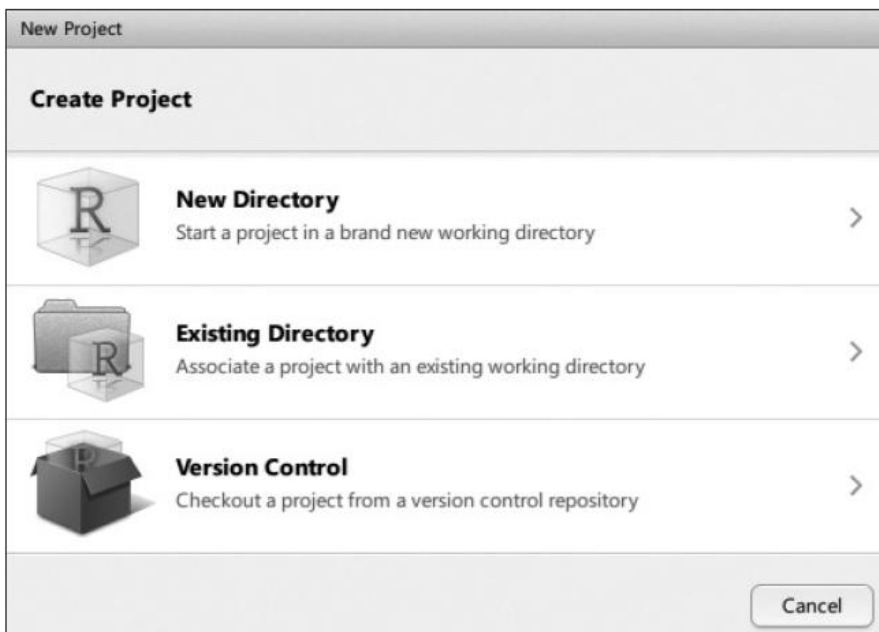 New Project
Create Project
R
New Directory
Start a project in a brand new working directory
R
Existing Directory
Associate a project with an existing working directory
R
Version Control
Checkout a project from a version control repository
Cancel